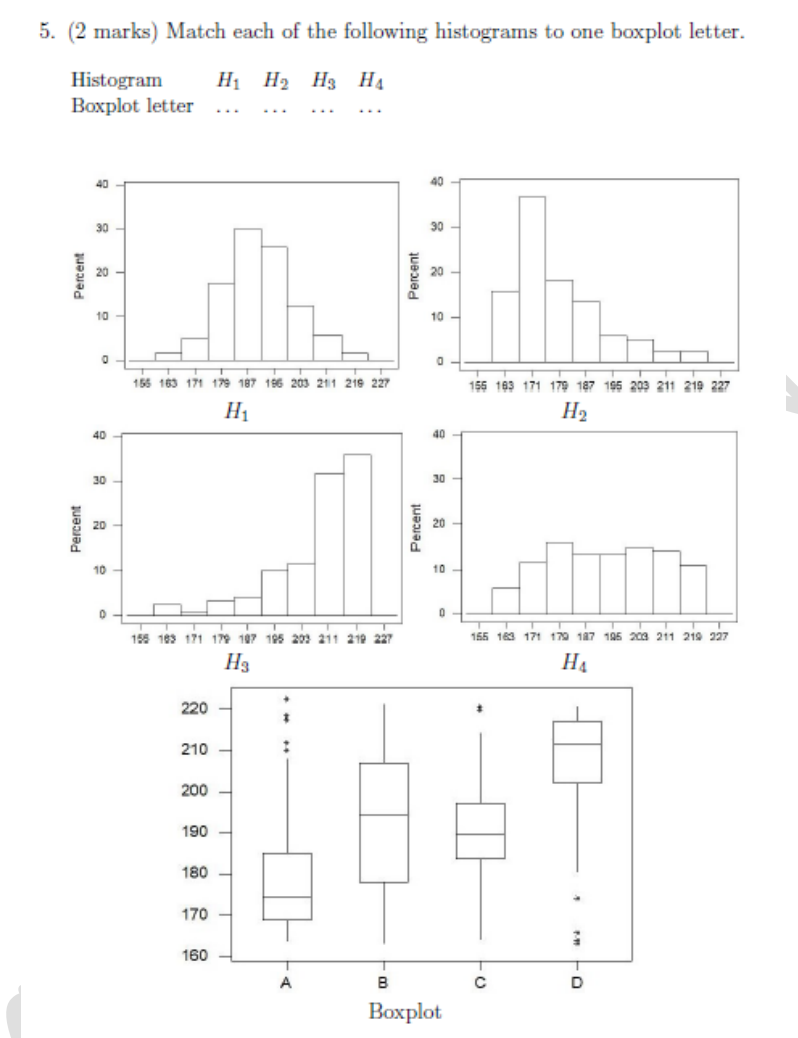 5. (2 marks) Match each of the following histograms to one boxplot letter.
Histogram H₁ H₂ H₃ H₄
Boxplot letter ... ... ... ...
40
30
20
10
0
Percent
155 163 171 179 187 195 203 211 219 227
H₁
40
30
20
10
0
Percent
155 163 171 179 187 195 203 211 219 227
H₂
40
30
20
10
0
Percent
155 163 171 179 187 195 203 211 219 227
H₃
40
30
20
10
0
Percent
155 163 171 179 187 195 203 211 219 227
H₄
220
210
200
190
180
170
160
A B C D
Boxplot